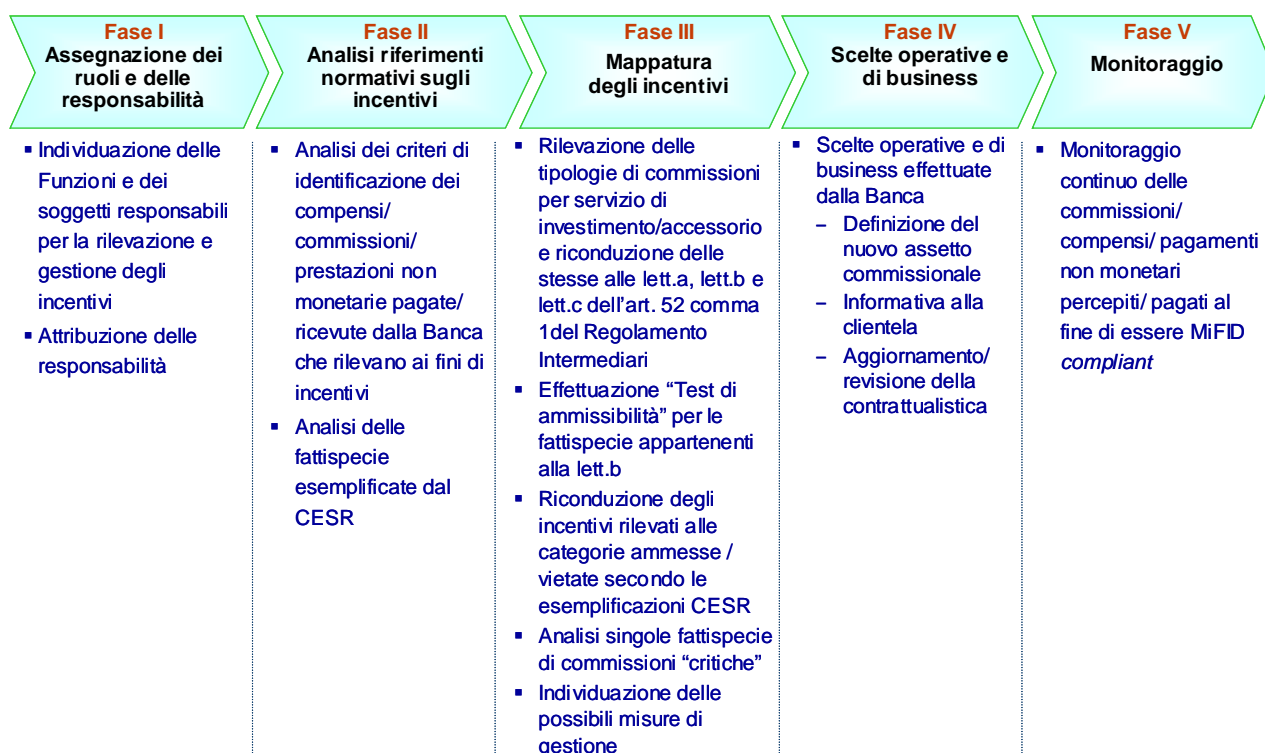 Fase I
Assegnazione dei
ruoli e delle
responsabilità
▪ Individuazione delle
Funzioni e dei
soggetti responsabili
per la rilevazione e
gestione degli
incentivi
▪ Attribuzione delle
responsabilità
Fase II
Analisi riferimenti
normativi sugli
incentivi
▪ Analisi dei criteri di
identificazione dei
compensi/
commissioni/
prestazioni non
monetarie pagate/
ricevute dalla Banca
che rilevano ai fini di
incentivi
▪ Analisi delle
fattispecie
esemplificate dal
CESR
Fase III
Mappatura
degli incentivi
▪ Rilevazione delle
tipologie di commissioni
per servizio di
investimento/accessorio
e riconduzione delle
stesse alle lett.a, lett.b e
lett.c dell'art. 52 comma
1del Regolamento
Intermediari
▪ Effettuazione "Test di
ammissibilità" per le
fattispecie appartenenti
alla lett.b
▪ Riconduzione degli
incentivi rilevati alle
categorie ammesse /
vietate secondo le
esemplificazioni CESR
▪ Analisi singole fattispecie
di commissioni "critiche"
▪ Individuazione delle
possibili misure di
gestione
Fase IV
Scelte operative e
di business
▪ Scelte operative e di
business effettuate
dalla Banca
– Definizione del
nuovo assetto
commissionale
– Informativa alla
clientela
– Aggiornamento/
revisione della
contrattualistica
Fase V
Monitoraggio
▪ Monitoraggio
continuo delle
commissioni/
compensi/ pagamenti
non monetari
percepiti/ pagati al
fine di essere MiFID
compliant